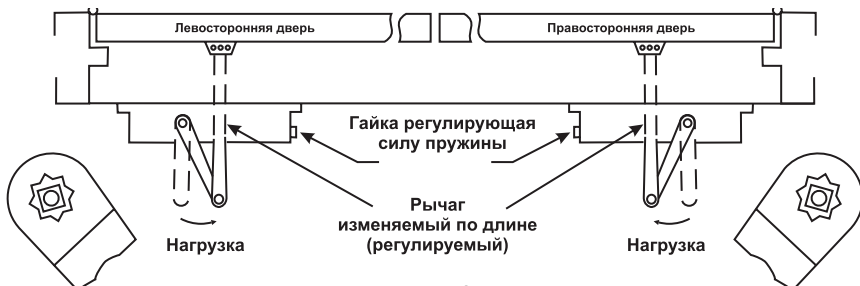 Левосторонняя дверь
Правосторонняя дверь
Гайка регулирующая
силу пружины
Рычаг
изменяемый по длине
(регулируемый)
Нагрузка
Нагрузка